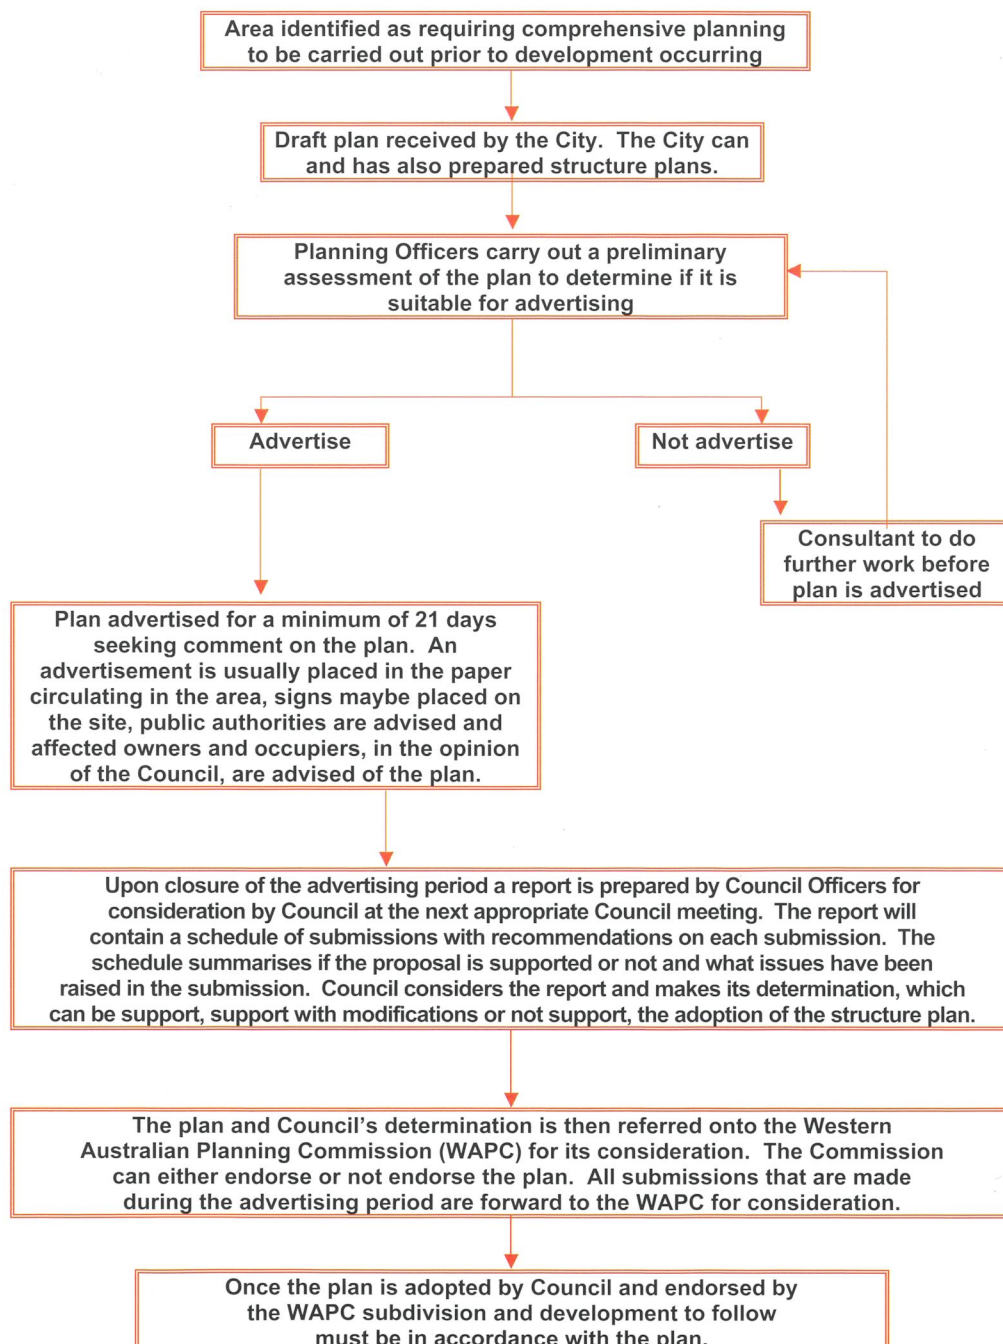 Area identified as requiring comprehensive planning
to be carried out prior to development occurring
Draft plan received by the City.  The City can
and has also prepared structure plans.
Planning Officers carry out a preliminary
assessment of the plan to determine if it is
suitable for advertising
Advertise
Not advertise
Consultant to do
further work before
plan is advertised
Plan advertised for a minimum of 21 days
seeking comment on the plan.  An
advertisement is usually placed in the paper
circulating in the area, signs maybe placed on
the site, public authorities are advised and
affected owners and occupiers, in the opinion
of the Council, are advised of the plan.
Upon closure of the advertising period a report is prepared by Council Officers for
consideration by Council at the next appropriate Council meeting.  The report will
contain a schedule of submissions with recommendations on each submission.  The
schedule summarises if the proposal is supported or not and what issues have been
raised in the submission.  Council considers the report and makes its determination, which
can be support, support with modifications or not support, the adoption of the structure plan.
The plan and Council's determination is then referred onto the Western
Australian Planning Commission (WAPC) for its consideration.  The Commission
can either endorse or not endorse the plan.  All submissions that are made
during the advertising period are forward to the WAPC for consideration.
Once the plan is adopted by Council and endorsed by
the WAPC subdivision and development to follow
must be in accordance with the plan.